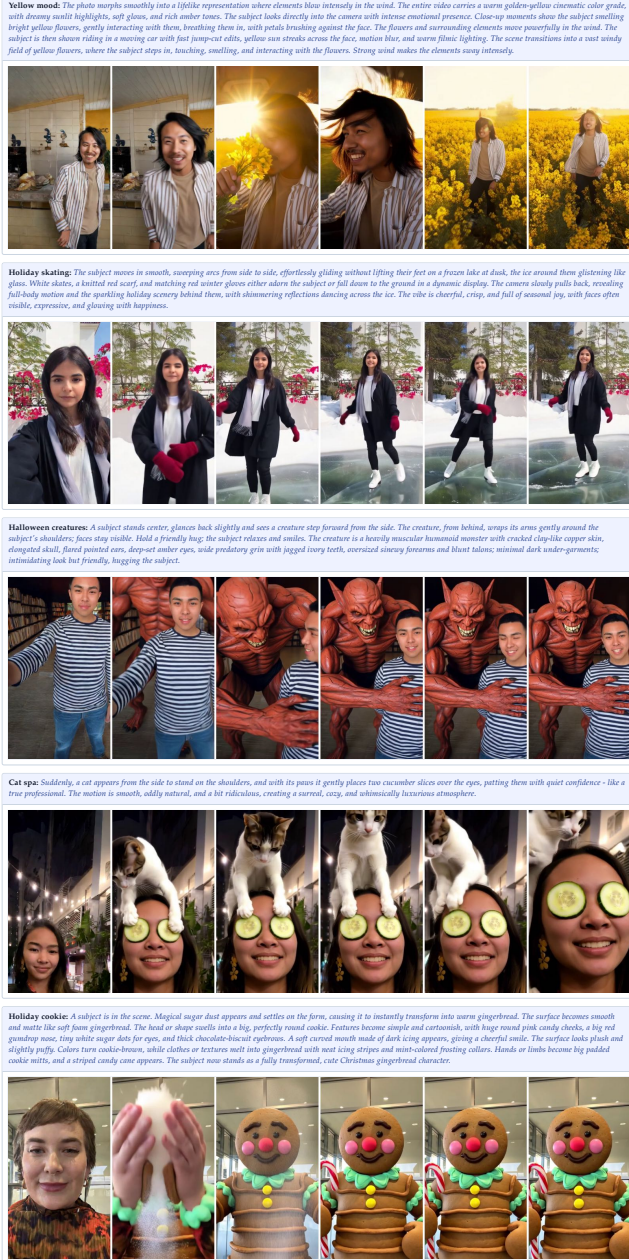 Yellow mood: The photo morphs smoothly into a lifelike representation where elements blow intensely in the wind. The entire video carries a warm golden-yellow cinematic color grade,
with dreamy sunlit highlights, soft glows, and rich amber tones. The subject looks directly into the camera with intense emotional presence. Close-up moments show the subject smelling
bright yellow flowers, gently interacting with them, breathing them in, with petals brushing against the face. The flowers and surrounding elements move powerfully in the wind. The
subject is then shown riding in a moving car with fast jump-cut edits, yellow sun streaks across the face, motion blur, and warm filmic lighting. The scene transitions into a vast windy
field of yellow flowers, where the subject steps in, touching, smelling, and interacting with the flowers. Strong wind makes the elements sway intensely.
Holiday skating: The subject moves in smooth, sweeping arcs from side to side, effortlessly gliding without lifting their feet on a frozen lake at dusk, the ice around them glistening like
glass. White skates, a knitted red scarf, and matching red winter gloves either adorn the subject or fall down to the ground in a dynamic display. The camera slowly pulls back, revealing
full-body motion and the sparkling holiday scenery behind them, with shimmering reflections dancing across the ice. The vibe is cheerful, crisp, and full of seasonal joy, with faces often
visible, expressive, and glowing with happiness.
Halloween creatures: A subject stands center, glances back slightly and sees a creature step forward from the side. The creature, from behind, wraps its arms gently around the
subject's shoulders; faces stay visible. Hold a friendly hug; the subject relaxes and smiles. The creature is a heavily muscular humanoid monster with cracked clay-like copper skin,
elongated skull, flared pointed ears, deep-set amber eyes, wide predatory grin with jagged ivory teeth, oversized sinewy forearms and blunt talons; minimal dark under-garments;
intimidating look but friendly, hugging the subject.
Cat spa: Suddenly, a cat appears from the side to stand on the shoulders, and with its paws it gently places two cucumber slices over the eyes, patting them with quiet confidence - like a
true professional. The motion is smooth, oddly natural, and a bit ridiculous, creating a surreal, cozy, and whimsically luxurious atmosphere.
Holiday cookie: A subject is in the scene. Magical sugar dust appears and settles on the form, causing it to instantly transform into warm gingerbread. The surface becomes smooth
and matte like soft foam gingerbread. The head or shape swells into a big, perfectly round cookie. Features become simple and cartoonish, with huge round pink candy cheeks, a big red
gumdrop nose, tiny white sugar dots for eyes, and thick chocolate-biscuit eyebrows. A soft curved mouth made of dark icing appears, giving a cheerful smile. The surface looks plush and
slightly puffy. Colors turn cookie-brown, while clothes or textures melt into gingerbread with neat icing stripes and mint-colored frosting collars. Hands or limbs become big padded
cookie mitts, and a striped candy cane appears. The subject now stands as a fully transformed, cute Christmas gingerbread character.